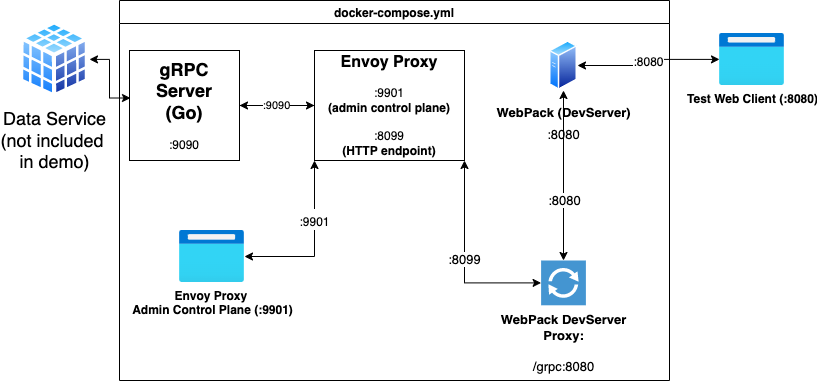 docker-compose.yml
Data Service
(not included
in demo)
gRPC
Server
(Go)
:9090
:9090
Envoy Proxy
:9901
(admin control plane)
:8099
(HTTP endpoint)
WebPack (DevServer)
:8080
:8080
Test Web Client (:8080)
:8080
:9901
:8099
Envoy Proxy
Admin Control Plane (:9901)
WebPack DevServer
Proxy:
/grpc:8080